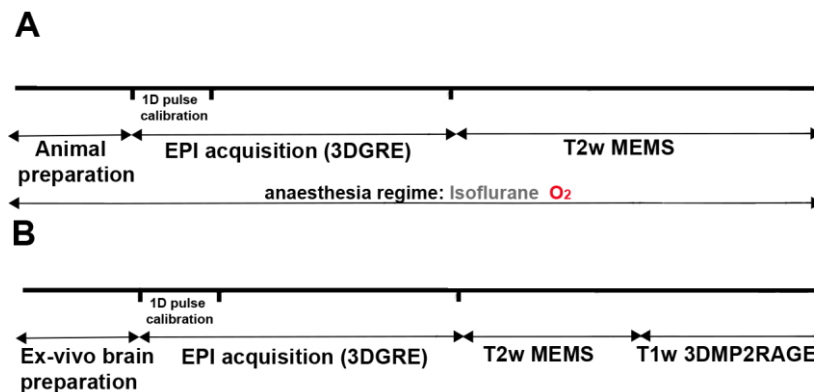 A
1D pulse
calibration
Animal
preparation
EPI acquisition (3DGRE)
T2w MEMS
anaesthesia regime: Isoflurane O2
B
1D pulse
calibration
Ex-vivo brain
preparation
EPI acquisition (3DGRE)
T2w MEMS
T1w 3DMP2RAGE